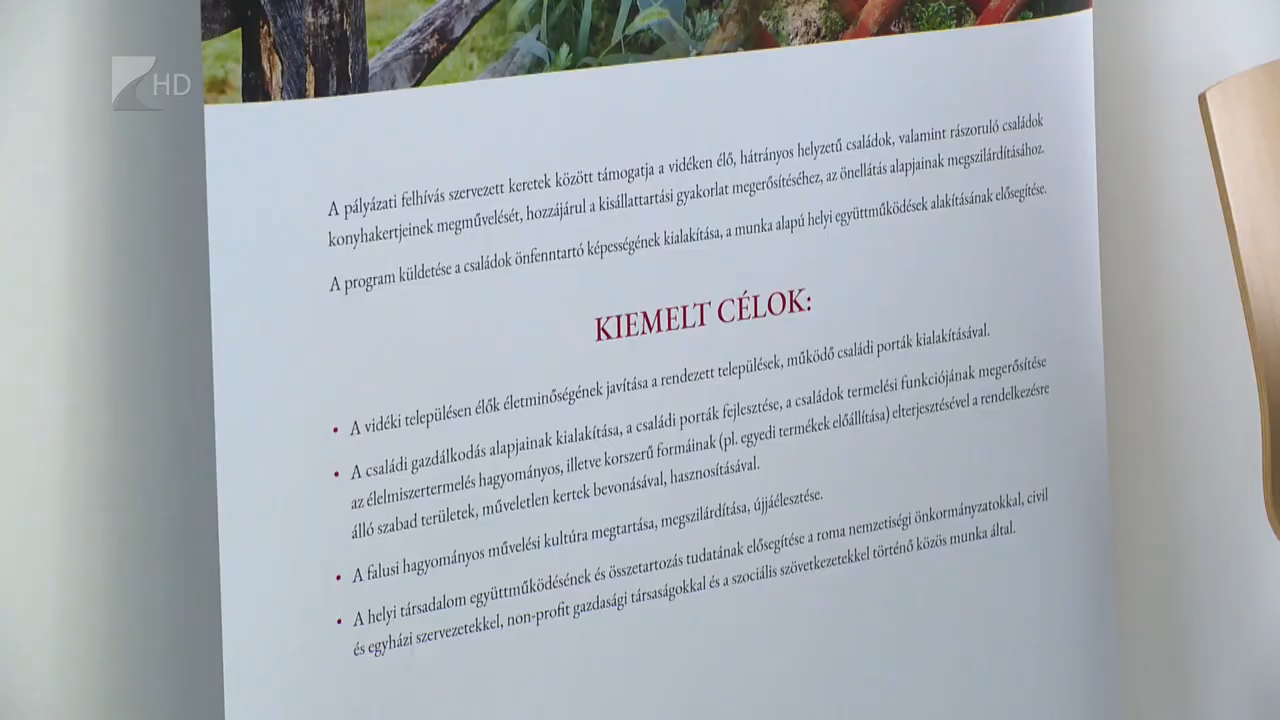 HD
A pályázati felhívás szervezett keretek között támogatja a vidéken élő, hátrányos helyzetű családok, valamint rászoruló családok
konyhakertjeinek megművelését, hozzájárul a kisállattartási gyakorlat megerősítéséhez, az önellátás alapjainak megszilárdításához.
A program küldetése a családok önfenntartó képességének kialakítása, a munka alapú helyi együttműködések alakításának elősegítése.
KIEMELT CÉLOK:
• A vidéki településen élők életminőségének javítása a rendezett települések, működő családi porták kialakításával.
• A családi gazdálkodás alapjainak kialakítása, a családi porták fejlesztése, a családok termelési funkciójának megerősítése
az élelmiszertermelés hagyományos, illetve korszerű formáinak (pl. egyedi termékek előállítása) elterjesztésével a rendelkezésre
álló szabad területek, műveletlen kertek bevonásával, hasznosításával.
• A falusi hagyományos művelési kultúra megtartása, megszilárdítása, újjáélesztése.
• A helyi társadalom együttműködésének és összetartozás tudatának elősegítése a roma nemzetiségi önkormányzatokkal, civil
és egyházi szervezetekkel, non-profit gazdasági társaságokkal és a szociális szövetkezetekkel történő közös munka által.